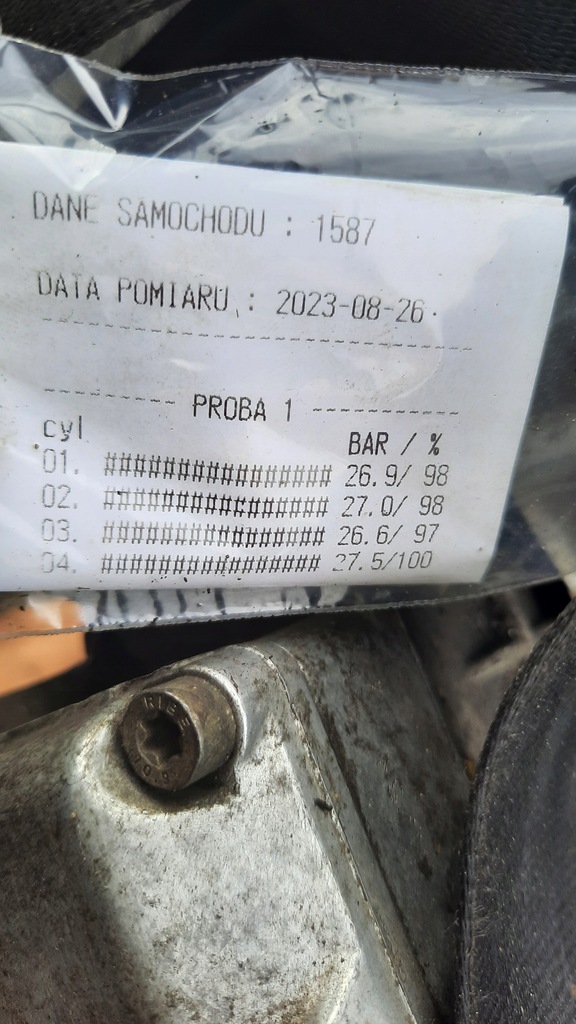 DANE SAMOCHODU : 1587
DATA POMIARU : 2023-08-26
--------- PROBA 1 ----------
cyl BAR / %
01. ################ 26.9/ 98
02. ################ 27.0/ 98
03. ################ 26.6/ 97
04. ################ 27.5/100